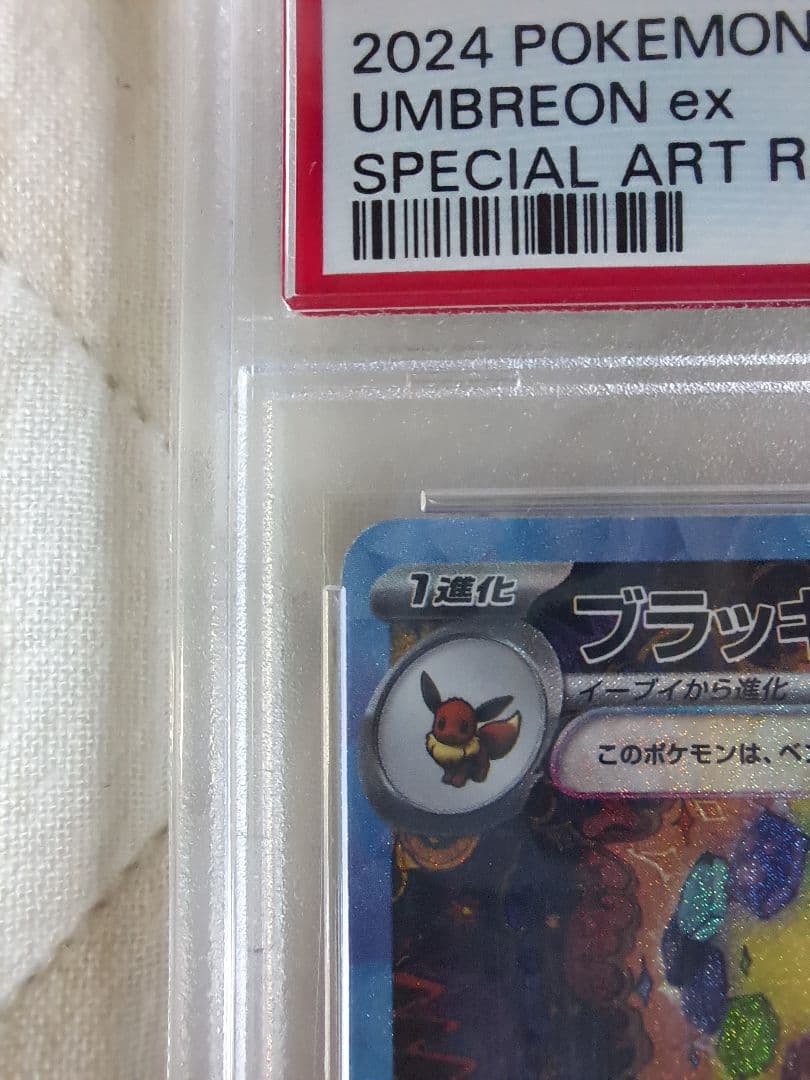 2024 POKEMON
UMBREON ex
SPECIAL ART R
1進化
ブラッキ
イーブイから進化
このポケモンは、ベ